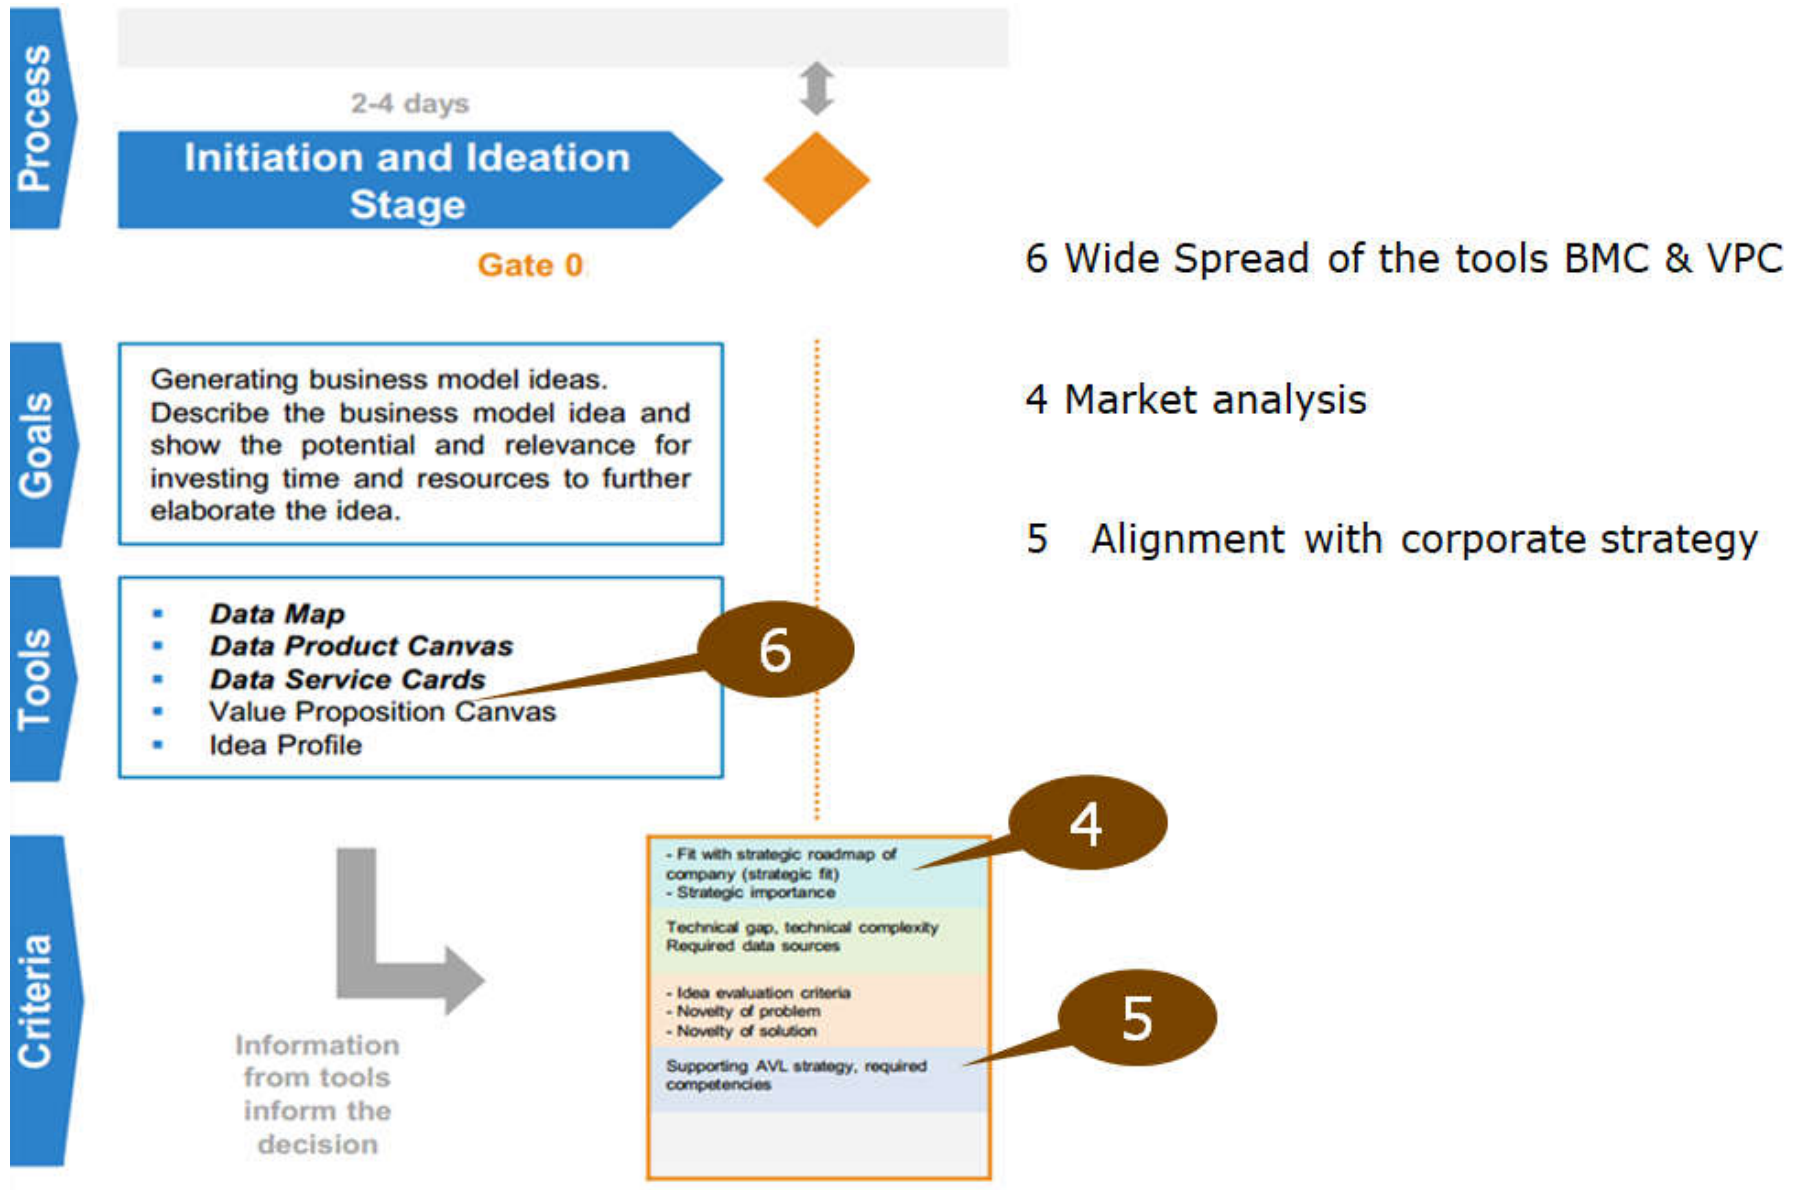 Process
2-4 days
Initiation and Ideation
Stage
Gate 0
6 Wide Spread of the tools BMC & VPC
4 Market analysis
5 Alignment with corporate strategy
Goals
Generating business model ideas.
Describe the business model idea and
show the potential and relevance for
investing time and resources to further
elaborate the idea.
Tools
Data Map
Data Product Canvas
Data Service Cards
Value Proposition Canvas
Idea Profile
6
Criteria
Information
from tools
inform the
decision
- Fit with strategic roadmap of
company (strategic fit)
- Strategic importance
Technical gap, technical complexity
Required data sources
- Idea evaluation criteria
- Novelty of problem
- Novelty of solution
Supporting AVL strategy, required
competencies
4
5